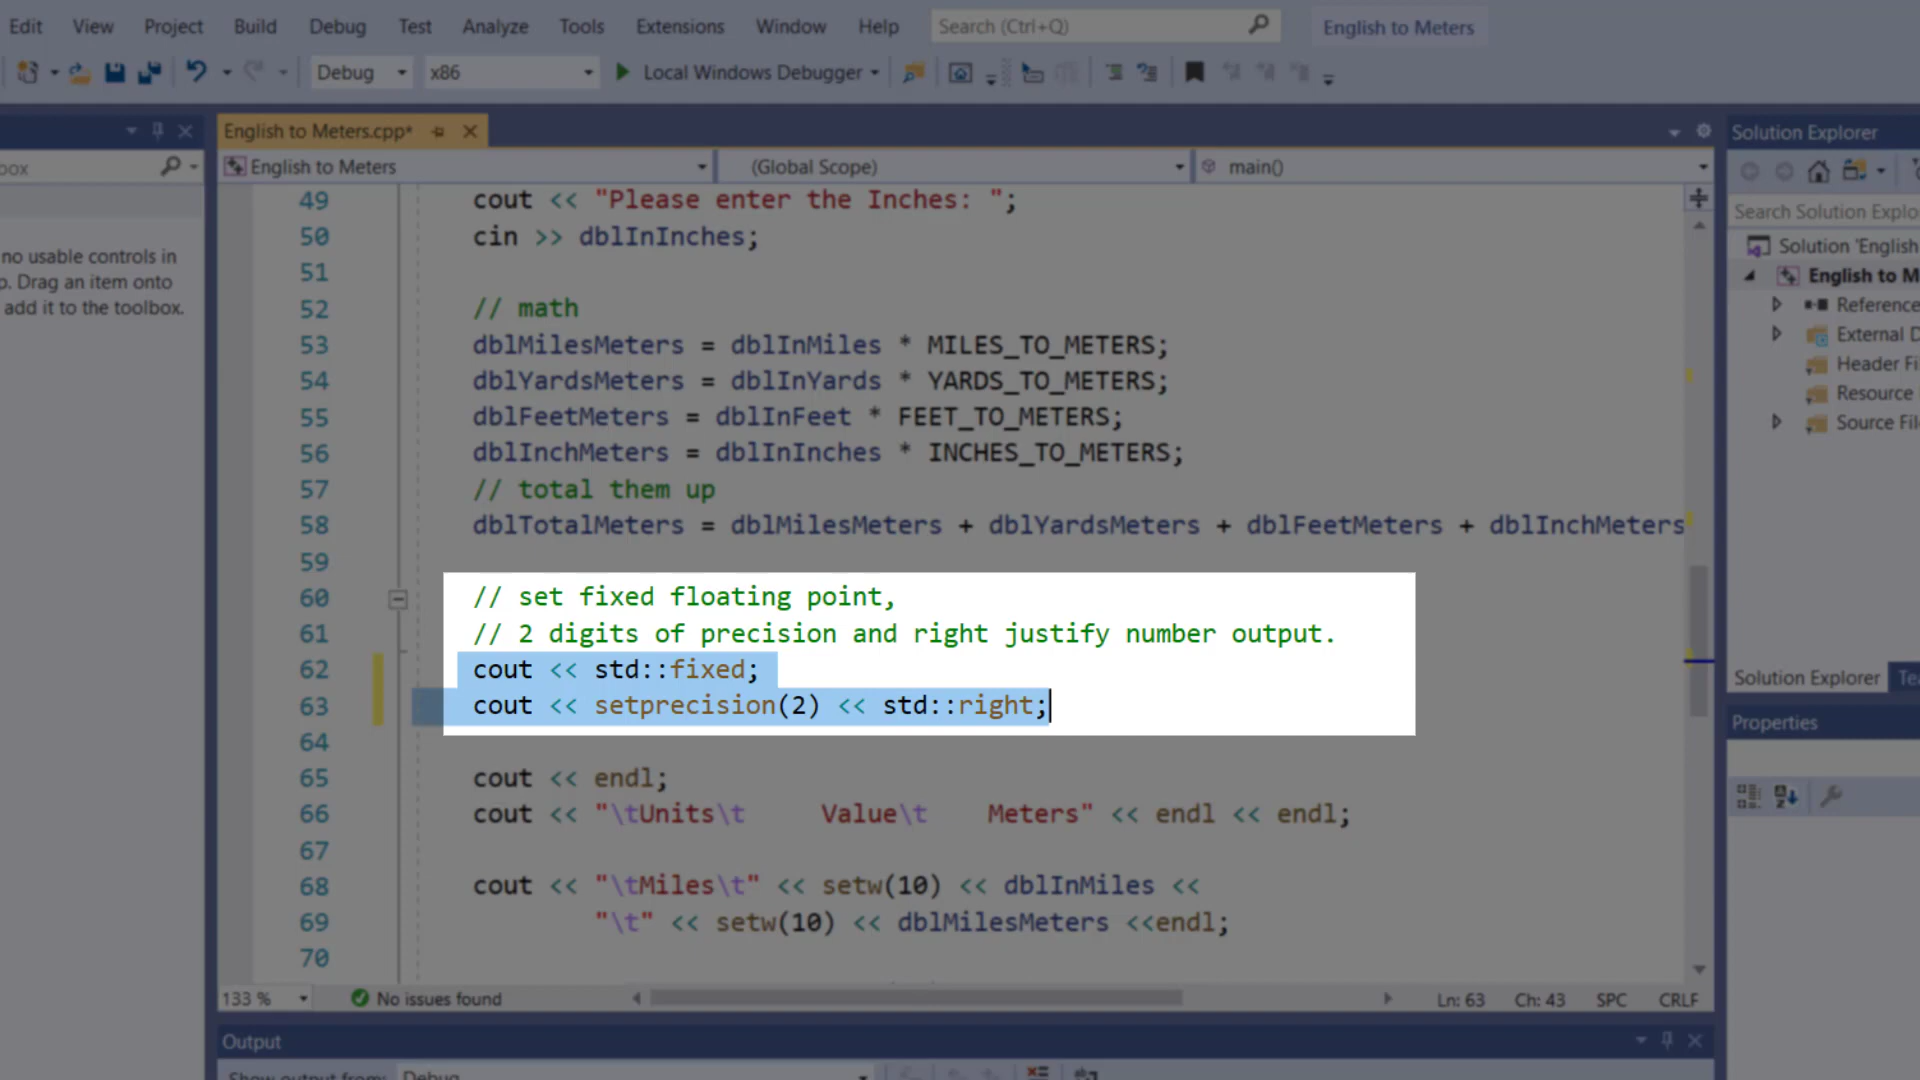 Edit View Project Build Debug Test Analyze Tools Extensions Window Help Search (Ctrl+Q) English to Meters
Debug x86 Local Windows Debugger
English to Meters.cpp*
English to Meters (Global Scope) main()
49 cout << "Please enter the Inches: ";
50 cin >> dblInInches;
51
52 // math
53 dblMilesMeters = dblInMiles * MILES_TO_METERS;
54 dblYardsMeters = dblInYards * YARDS_TO_METERS;
55 dblFeetMeters = dblInFeet * FEET_TO_METERS;
56 dblInchMeters = dblInInches * INCHES_TO_METERS;
57 // total them up
58 dblTotalMeters = dblMilesMeters + dblYardsMeters + dblFeetMeters + dblInchMeters
59
60 // set fixed floating point,
61 // 2 digits of precision and right justify number output.
62 cout << std::fixed;
63 cout << setprecision(2) << std::right;
64
65 cout << endl;
66 cout << "\tUnits\t     Value\t    Meters" << endl << endl;
67
68 cout << "\tMiles\t" << setw(10) << dblInMiles <<
69 "\t" << setw(10) << dblMilesMeters <<endl;
70
133 % No issues found Ln: 63 Ch: 43 SPC CRLF
Output
Show output from: Debug
box
no usable controls in
p. Drag an item onto
add it to the toolbox.
Solution Explorer
Search Solution Explo
Solution 'English
English to M
Reference
External D
Header Fi
Resource
Source Fil
Solution Explorer Tea
Properties